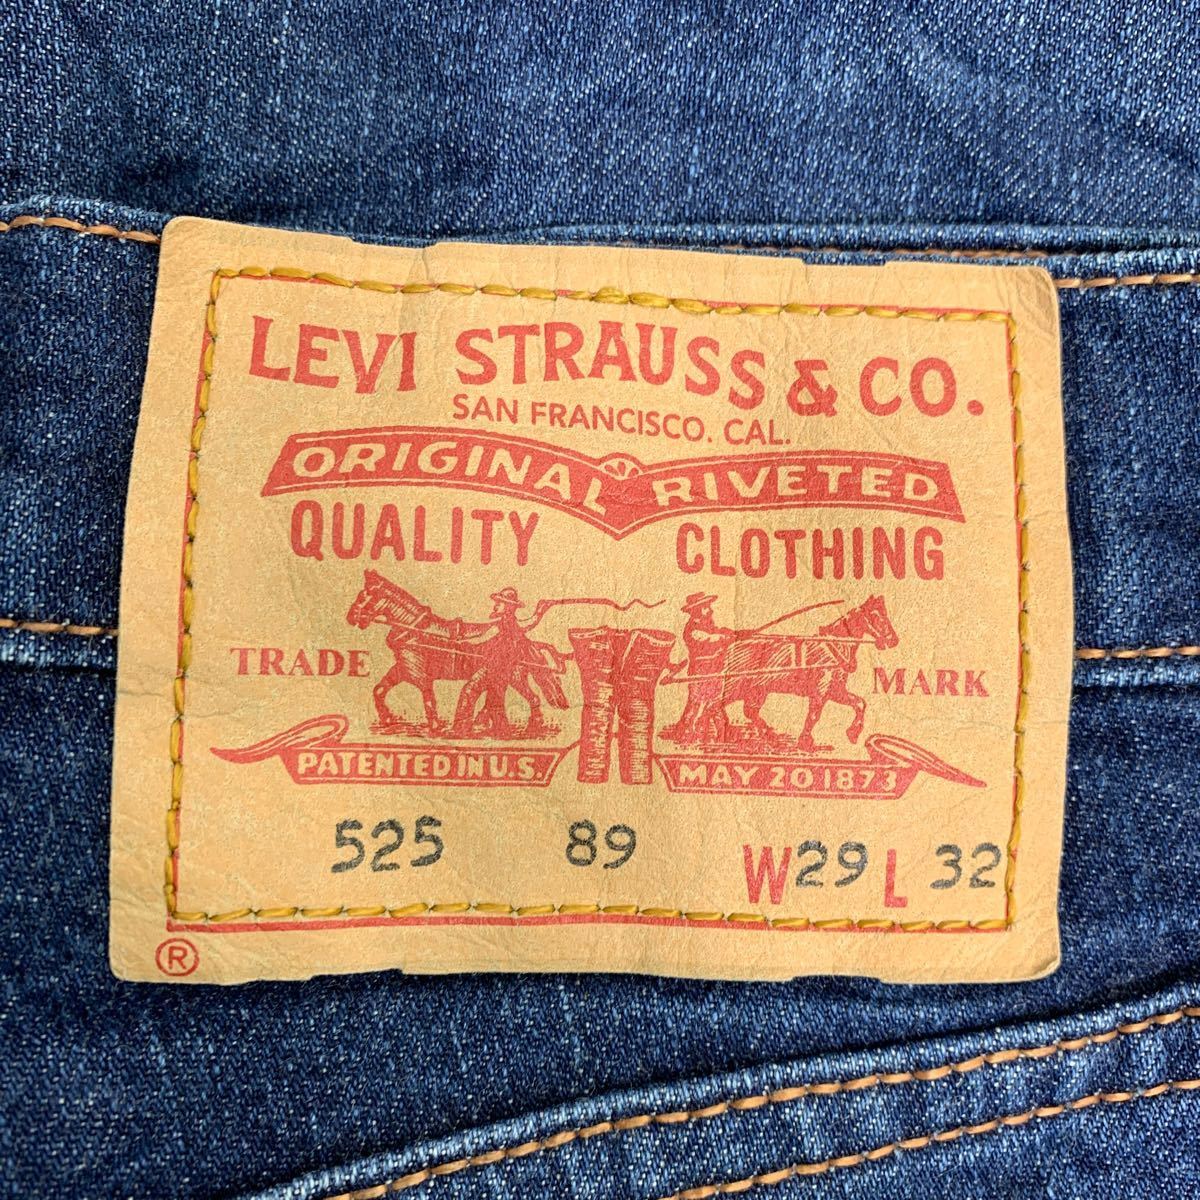 LEVI STRAUSS & CO.
SAN FRANCISCO. CAL.
ORIGINAL RIVETED
QUALITY CLOTHING
TRADE MARK
PATENTED IN U.S. MAY 20 1873
525 89 W29 L 32
®